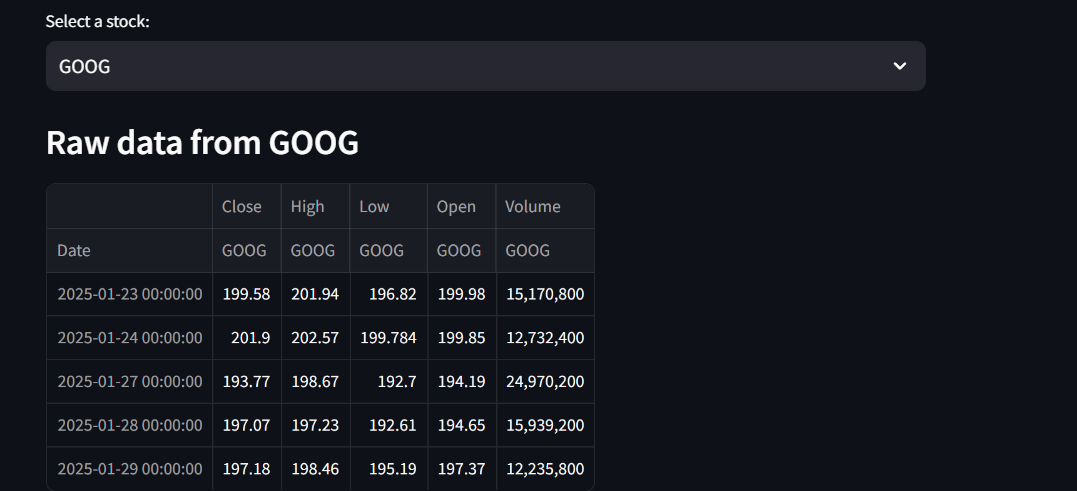 Select a stock:
GOOG
Raw data from GOOG
Close High Low Open Volume
Date GOOG GOOG GOOG GOOG GOOG
2025-01-23 00:00:00 199.58 201.94 196.82 199.98 15,170,800
2025-01-24 00:00:00 201.9 202.57 199.784 199.85 12,732,400
2025-01-27 00:00:00 193.77 198.67 192.7 194.19 24,970,200
2025-01-28 00:00:00 197.07 197.23 192.61 194.65 15,939,200
2025-01-29 00:00:00 197.18 198.46 195.19 197.37 12,235,800